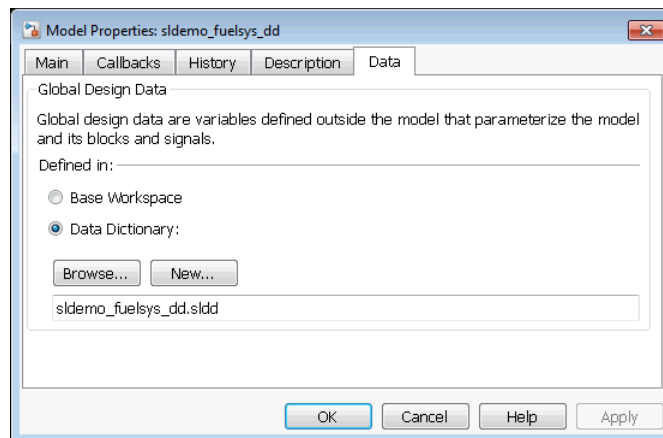 Model Properties: sldemo_fuelsys_dd
Main Callbacks History Description Data
Global Design Data
Global design data are variables defined outside the model that parameterize the model
and its blocks and signals.
Defined in:
Base Workspace
Data Dictionary:
Browse... New...
sldemo_fuelsys_dd.sldd
OK Cancel Help Apply